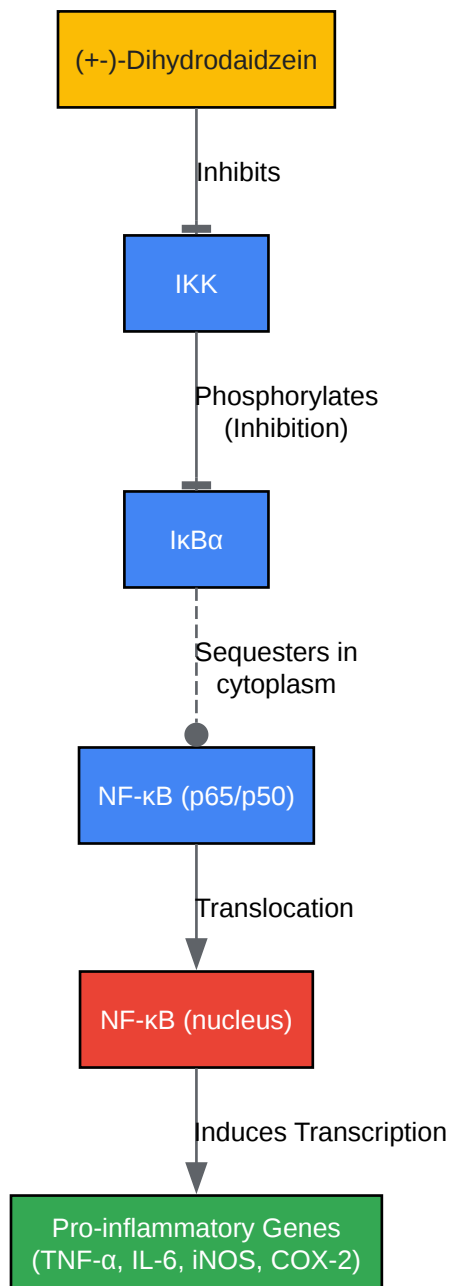 (+-)-Dihydrodaidzein
Inhibits
IKK
Phosphorylates
(Inhibition)
IκBα
Sequesters in
cytoplasm
NF-κB (p65/p50)
Translocation
NF-κB (nucleus)
Induces Transcription
Pro-inflammatory Genes
(TNF-α, IL-6, iNOS, COX-2)